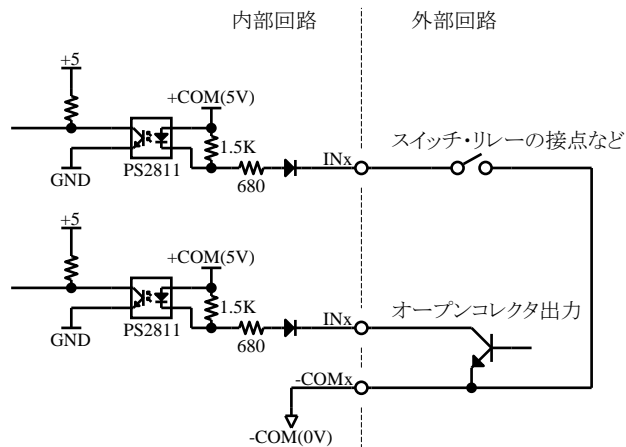 内部回路
外部回路
+5
+COM(5V)
1.5K
GND
PS2811
680
INx
スイッチ・リレーの接点など
+5
+COM(5V)
1.5K
GND
PS2811
680
INx
オープンコレクタ出力
-COMx
-COM(0V)